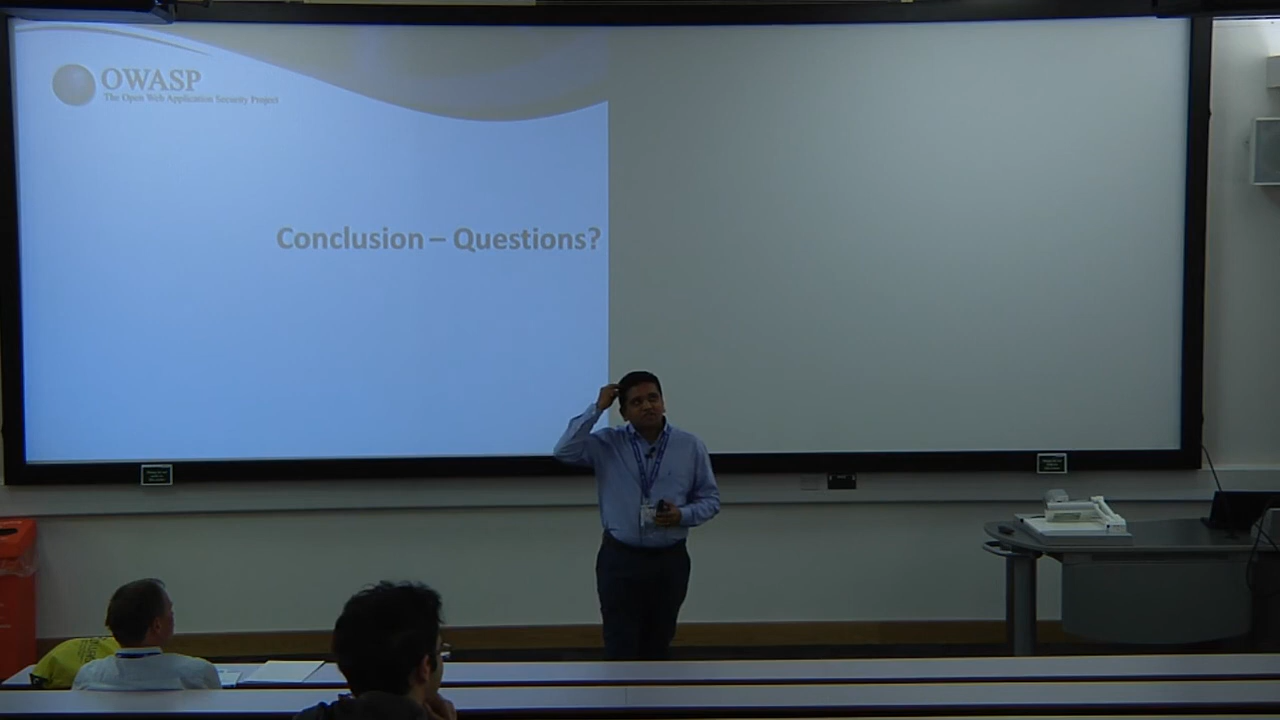 OWASP
The Open Web Application Security Project
Conclusion – Questions?